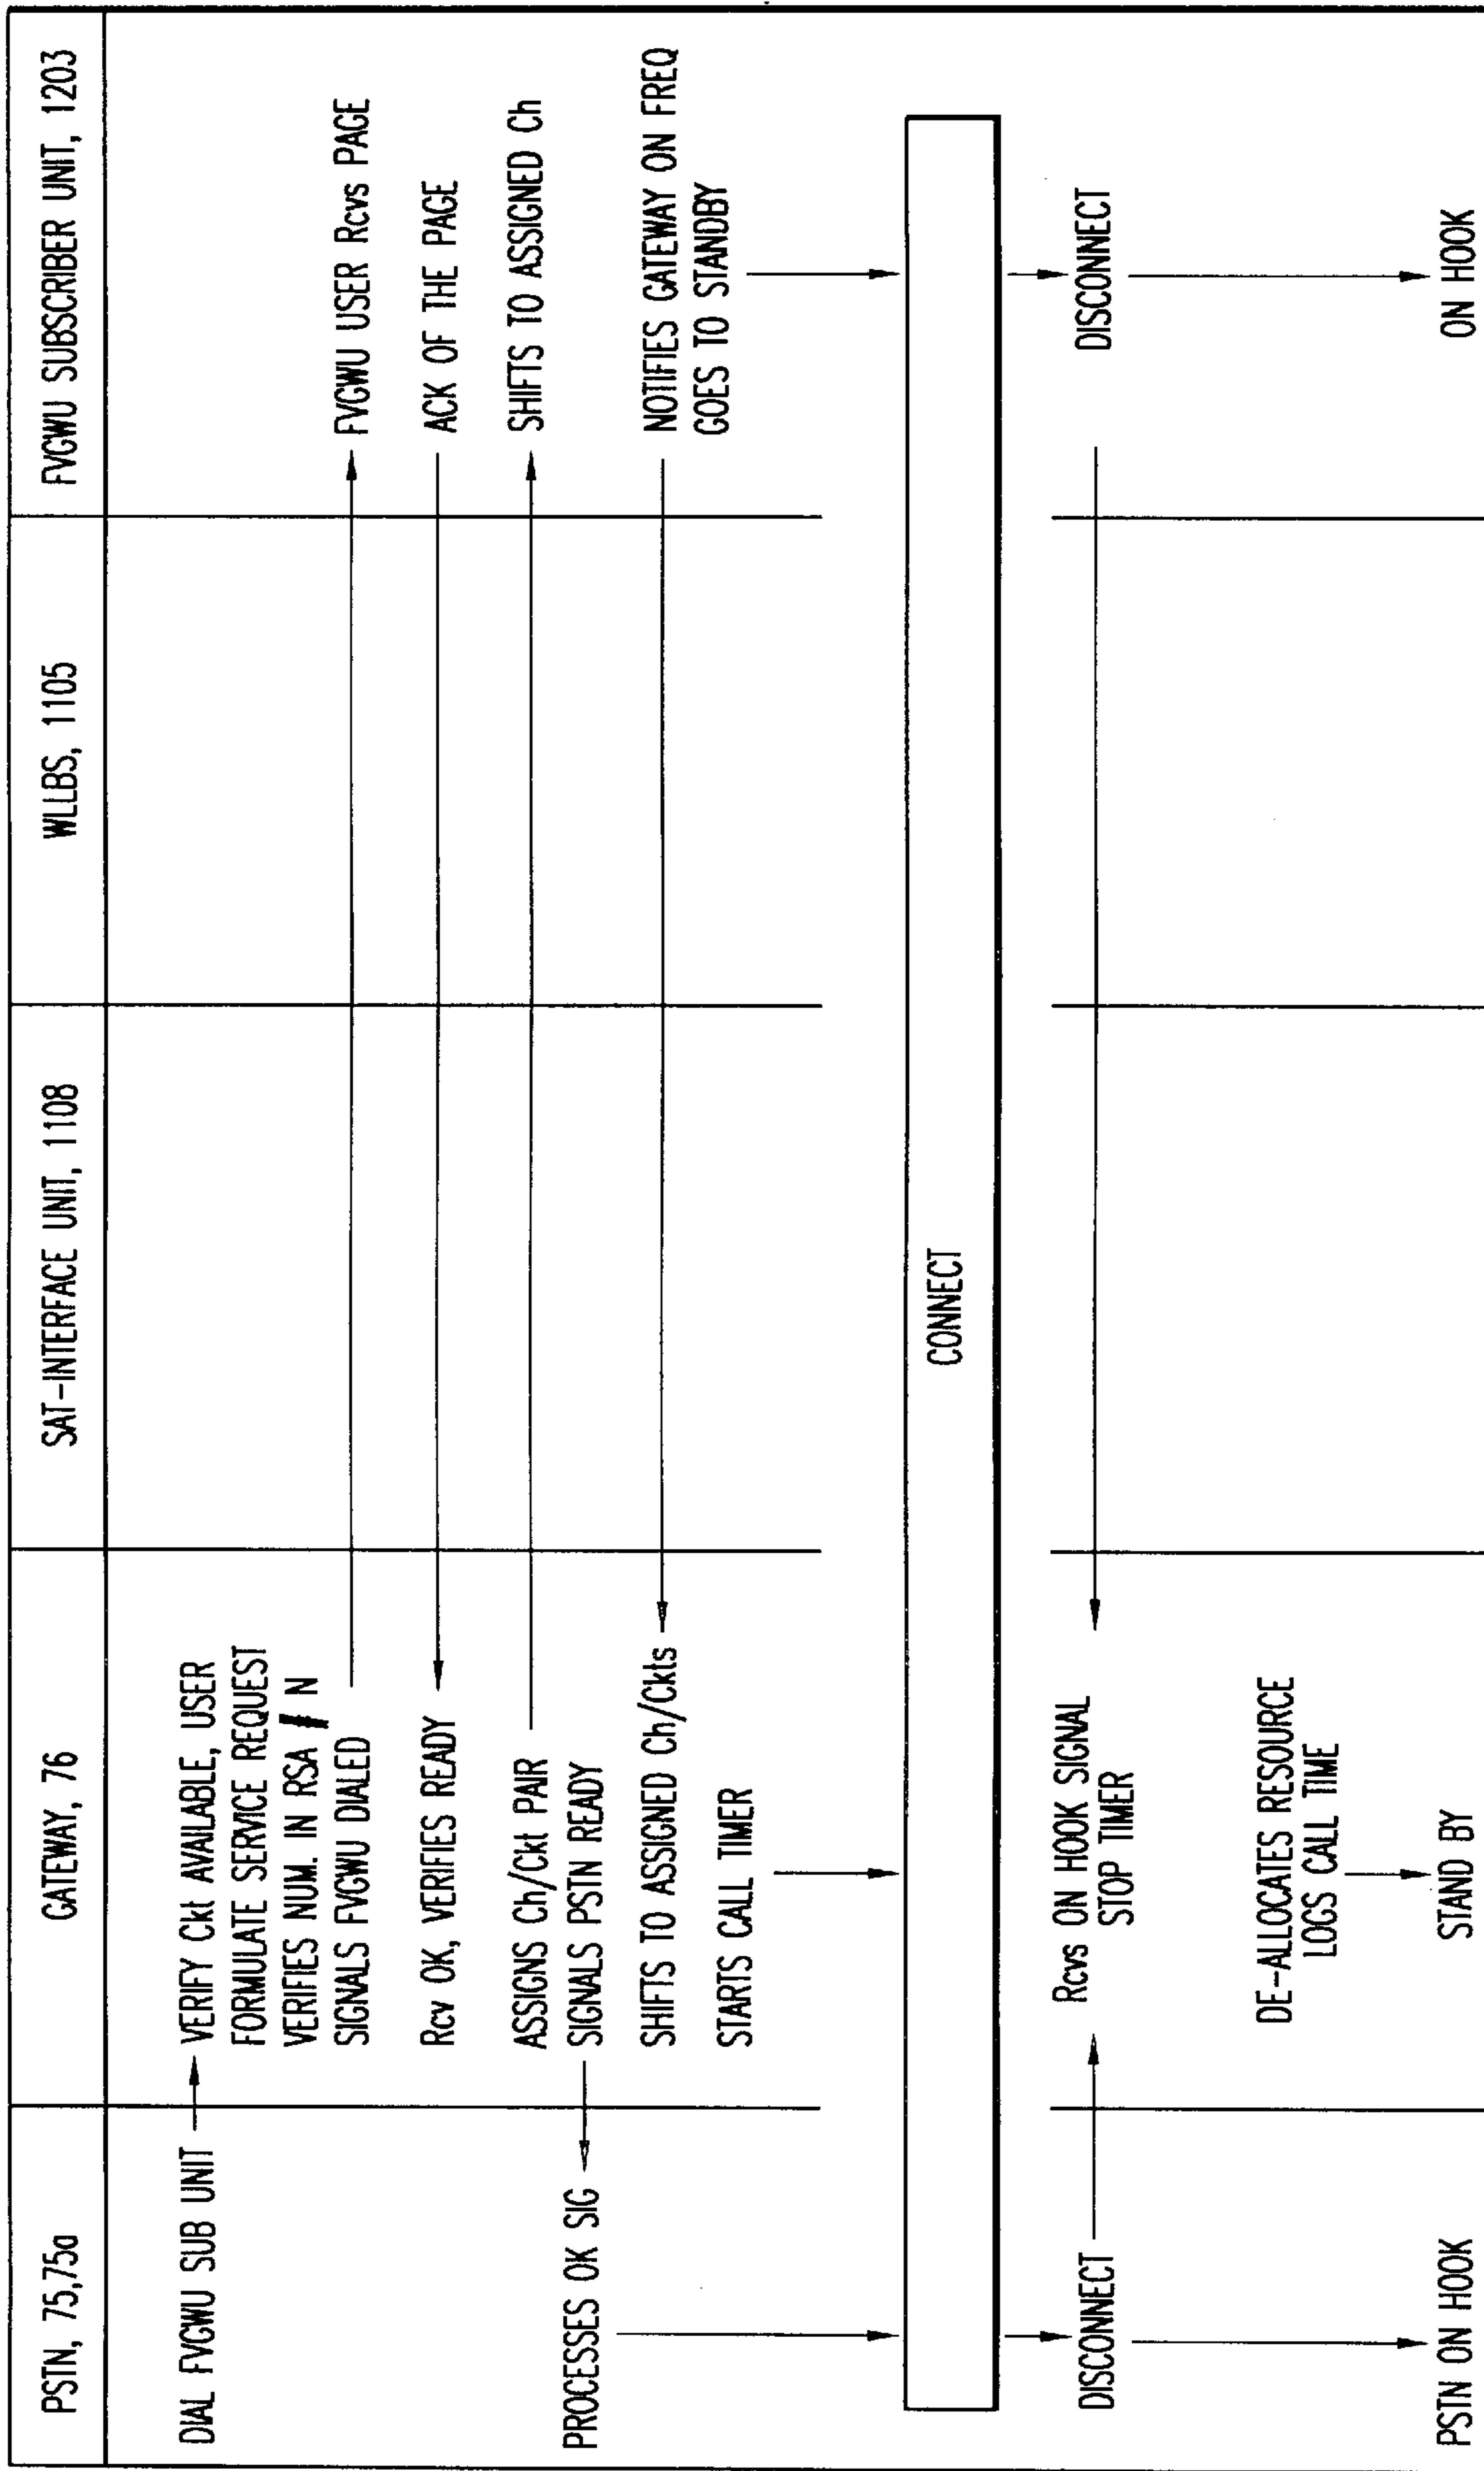 PSTN, 75,75a
GATEWAY, 76
SAT-INTERFACE UNIT, 1108
WLLBS, 1105
FVGWU SUBSCRIBER UNIT, 1203
DIAL FVGWU SUB UNIT
VERIFY Ckt AVAILABLE, USER
FORMULATE SERVICE REQUEST
VERIFIES NUM. IN RSA / N
SIGNALS FVGWU DIALED
FVGWU USER Rcvs PAGE
Rcv OK, VERIFIES READY
ACK OF THE PAGE
ASSIGNS Ch/Ckt PAIR
SHIFTS TO ASSIGNED Ch
PROCESSES OK SIG
SIGNALS PSTN READY
SHIFTS TO ASSIGNED Ch/Ckts
NOTIFIES GATEWAY ON FREQ
GOES TO STANDBY
STARTS CALL TIMER
CONNECT
DISCONNECT
Rcvs ON HOOK SIGNAL
STOP TIMER
DISCONNECT
DE-ALLOCATES RESOURCE
LOGS CALL TIME
PSTN ON HOOK
STAND BY
ON HOOK